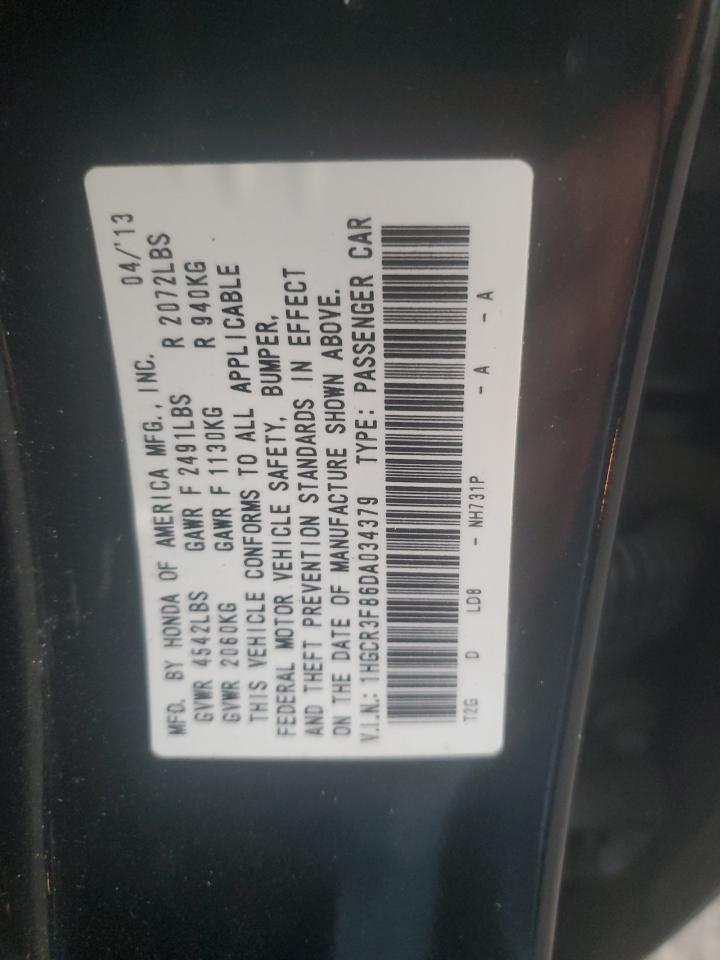 MFD. BY HONDA OF AMERICA MFG., INC. 04/'13
GVWR 4542LBS GAWR F 2491LBS R 2072LBS
GVWR 2060KG GAWR F 1130KG R 940KG
THIS VEHICLE CONFORMS TO ALL APPLICABLE
FEDERAL MOTOR VEHICLE SAFETY, BUMPER,
AND THEFT PREVENTION STANDARDS IN EFFECT
ON THE DATE OF MANUFACTURE SHOWN ABOVE.
V.I.N.: 1HGCR3F86DA034379 TYPE: PASSENGER CAR
T2G D LD8 - NH731P - A - A